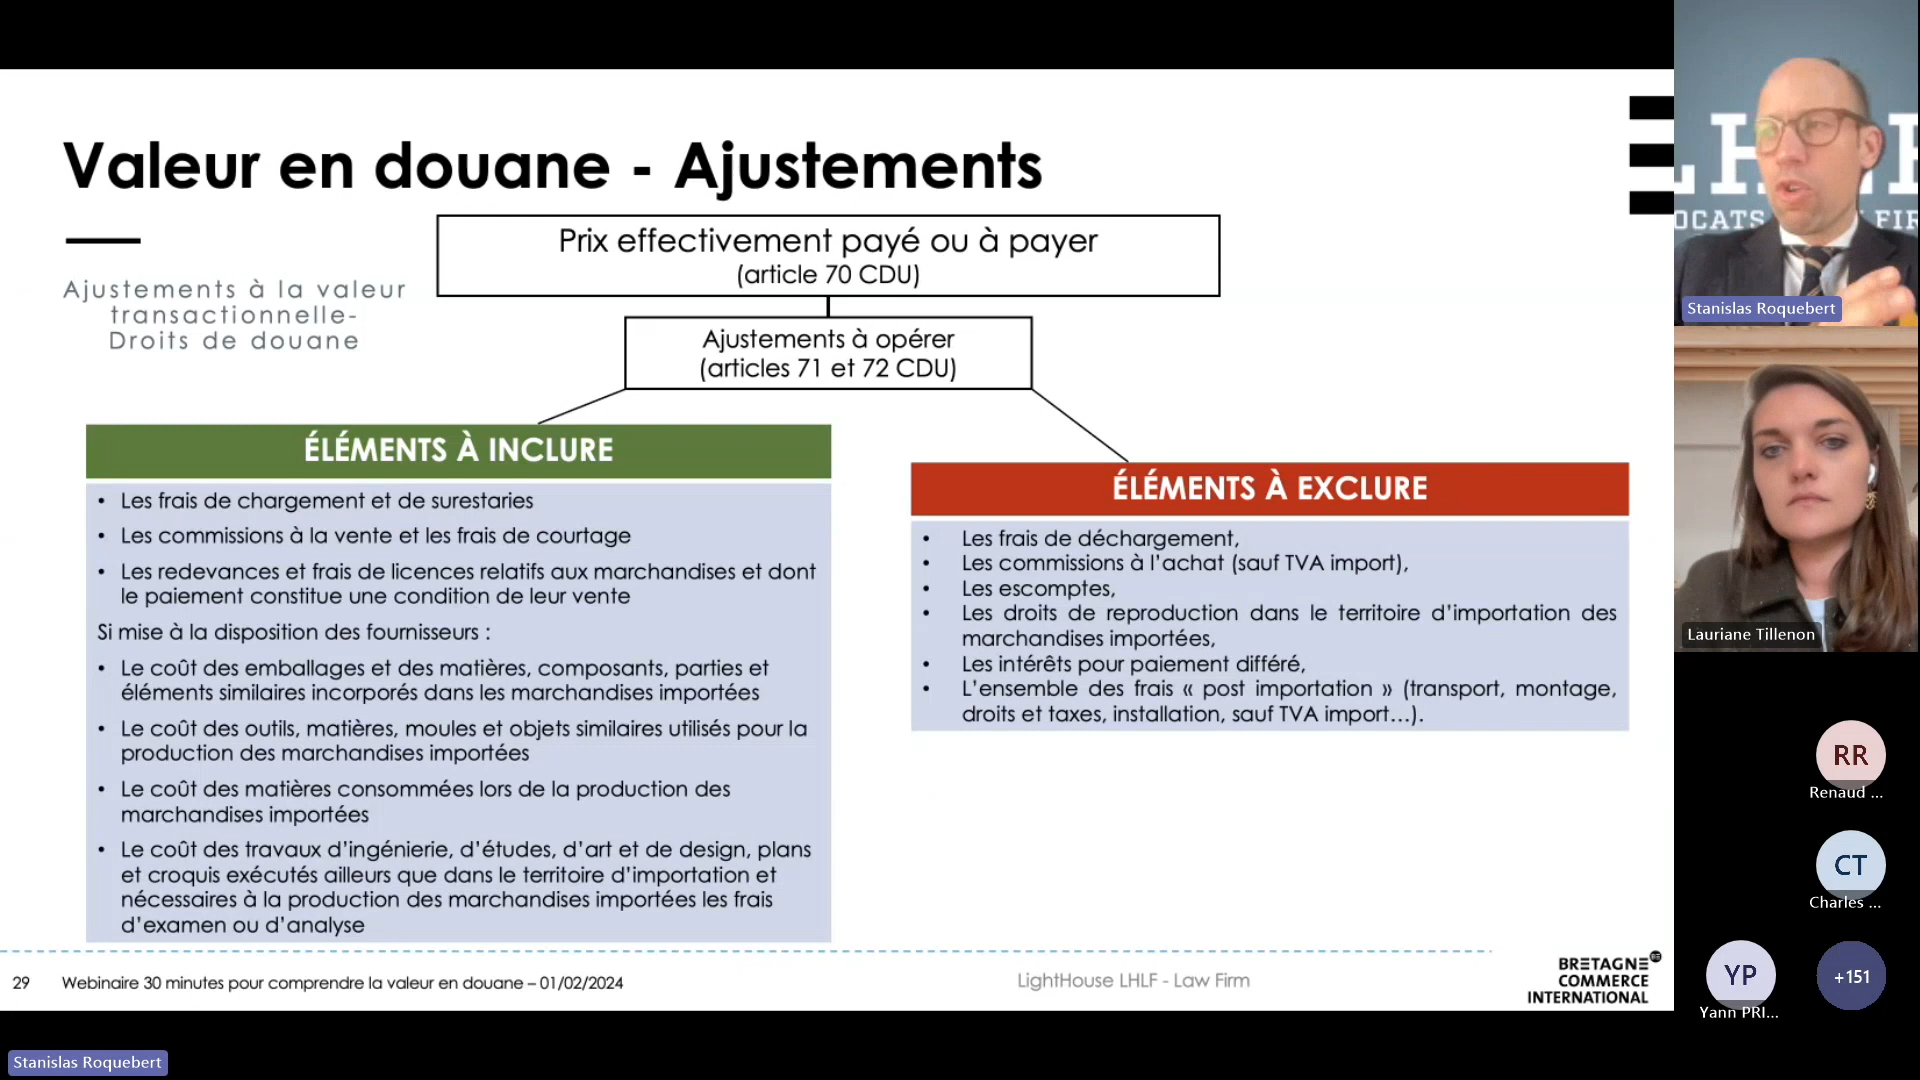 Valeur en douane - Ajustements
Ajustements à la valeur
transactionnelle-
Droits de douane
Prix effectivement payé ou à payer
(article 70 CDU)
Ajustements à opérer
(articles 71 et 72 CDU)
ÉLÉMENTS À INCLURE
• Les frais de chargement et de surestaries
• Les commissions à la vente et les frais de courtage
• Les redevances et frais de licences relatifs aux marchandises et dont
le paiement constitue une condition de leur vente
Si mise à la disposition des fournisseurs :
• Le coût des emballages et des matières, composants, parties et
éléments similaires incorporés dans les marchandises importées
• Le coût des outils, matières, moules et objets similaires utilisés pour la
production des marchandises importées
• Le coût des matières consommées lors de la production des
marchandises importées
• Le coût des travaux d'ingénierie, d'études, d'art et de design, plans
et croquis exécutés ailleurs que dans le territoire d'importation et
nécessaires à la production des marchandises importées les frais
d'examen ou d'analyse
ÉLÉMENTS À EXCLURE
• Les frais de déchargement,
• Les commissions à l'achat (sauf TVA import),
• Les escomptes,
• Les droits de reproduction dans le territoire d'importation des
marchandises importées,
• Les intérêts pour paiement différé,
• L'ensemble des frais « post importation » (transport, montage,
droits et taxes, installation, sauf TVA import...).
29
Webinaire 30 minutes pour comprendre la valeur en douane – 01/02/2024
LightHouse LHLF - Law Firm
BRETAGNE
COMMERCE
INTERNATIONAL
Stanislas Roquebert
Stanislas Roquebert
Lauriane Tillenon
RR
Renaud ...
CT
Charles ...
YP
Yann PRI...
+151